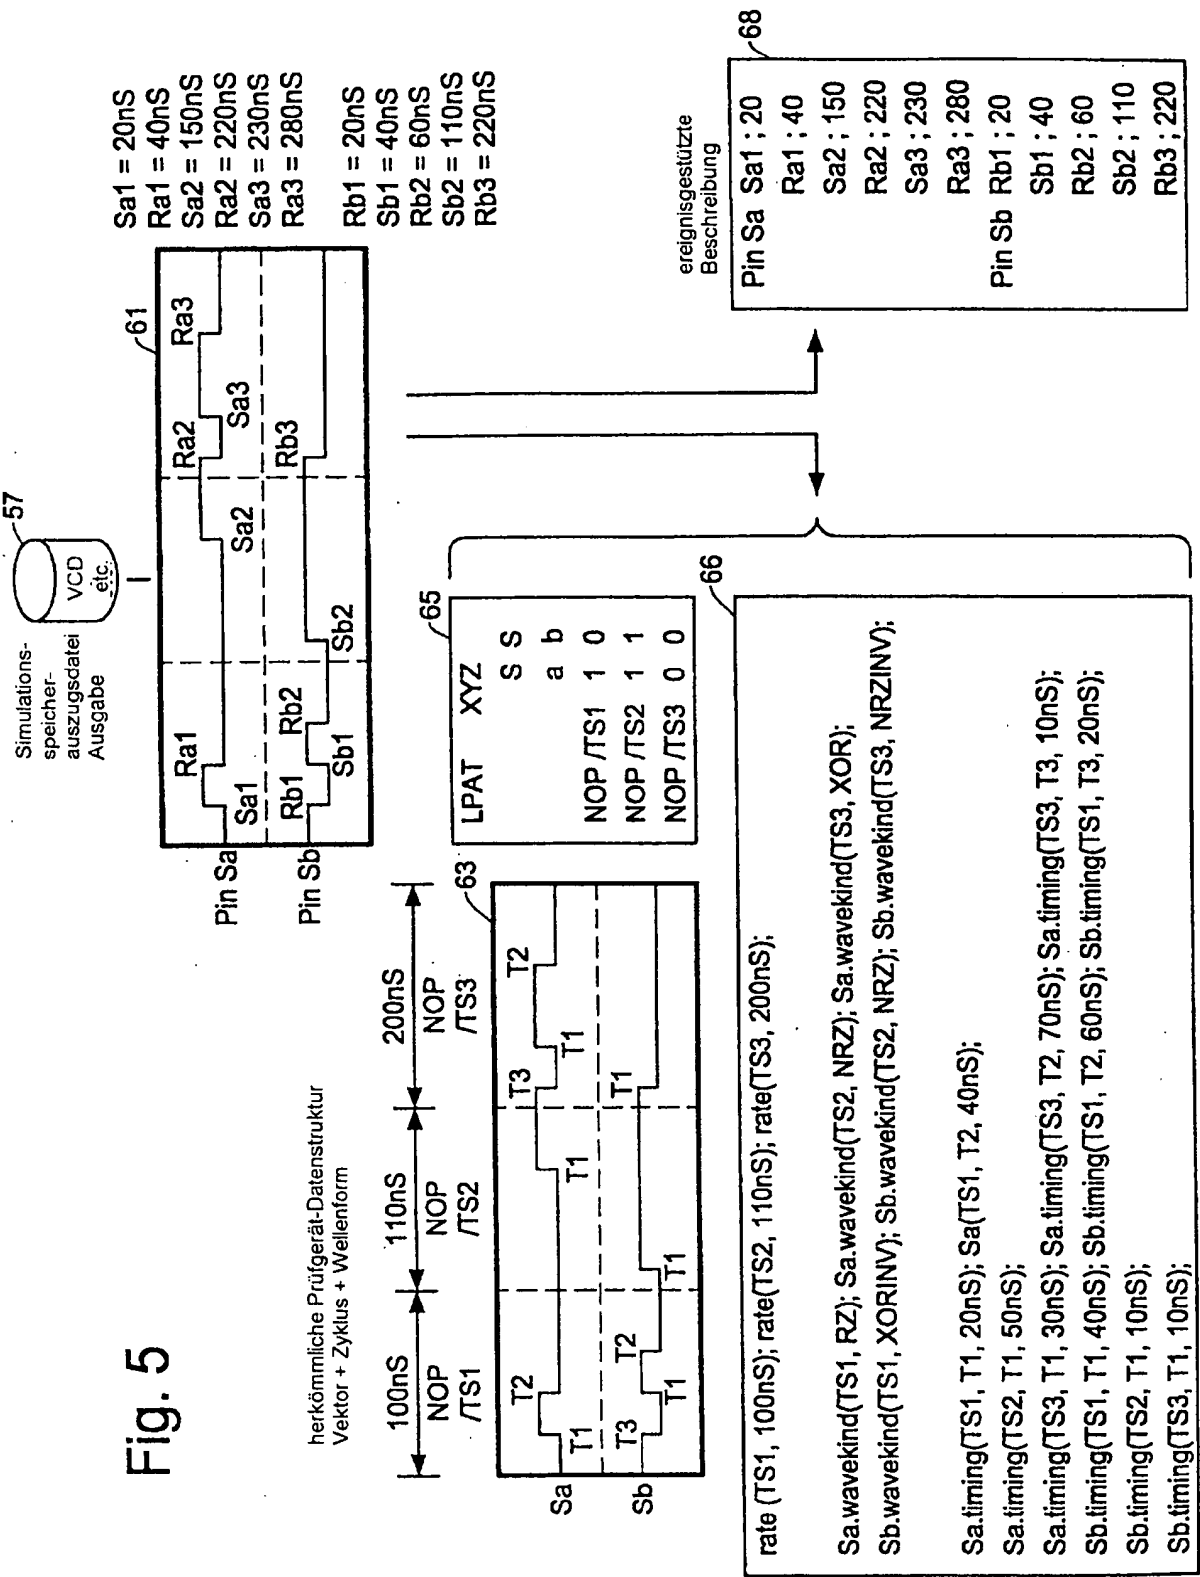 Fig. 5
Simulations-
speicher-
auszugsdatei
Ausgabe
VCD
etc.
57
61
Pin Sa
Sa1
Ra1
Sa2
Ra2
Sa3
Ra3
Pin Sb
Rb1
Sb1
Rb2
Sb2
Rb3
Sa1 = 20nS
Ra1 = 40nS
Sa2 = 150nS
Ra2 = 220nS
Sa3 = 230nS
Ra3 = 280nS
Rb1 = 20nS
Sb1 = 40nS
Rb2 = 60nS
Sb2 = 110nS
Rb3 = 220nS
herkömmliche Prüfgerät-Datenstruktur
Vektor + Zyklus + Wellenform
100nS 110nS 200nS
NOP NOP NOP
/TS1 /TS2 /TS3
63
Sa
T1
T2
T1
T3
T1
T2
Sb
T3
T1
T2
T1
T1
65
LPAT XYZ
S S
a b
NOP /TS1 1 0
NOP /TS2 1 1
NOP /TS3 0 0
66
rate (TS1, 100nS); rate(TS2, 110nS); rate(TS3, 200nS);
Sa.wavekind(TS1, RZ); Sa.wavekind(TS2, NRZ); Sa.wavekind(TS3, XOR);
Sb.wavekind(TS1, XORINV); Sb.wavekind(TS2, NRZ); Sb.wavekind(TS3, NRZINV);
Sa.timing(TS1, T1, 20nS); Sa(TS1, T2, 40nS);
Sa.timing(TS2, T1, 50nS);
Sa.timing(TS3, T1, 30nS); Sa.timing(TS3, T2, 70nS); Sa.timing(TS3, T3, 10nS);
Sb.timing(TS1, T1, 40nS); Sb.timing(TS1, T2, 60nS); Sb.timing(TS1, T3, 20nS);
Sb.timing(TS2, T1, 10nS);
Sb.timing(TS3, T1, 10nS);
ereignisgestützte
Beschreibung
68
Pin Sa Sa1 ; 20
Ra1 ; 40
Sa2 ; 150
Ra2 ; 220
Sa3 ; 230
Ra3 ; 280
Pin Sb Rb1 ; 20
Sb1 ; 40
Rb2 ; 60
Sb2 ; 110
Rb3 ; 220